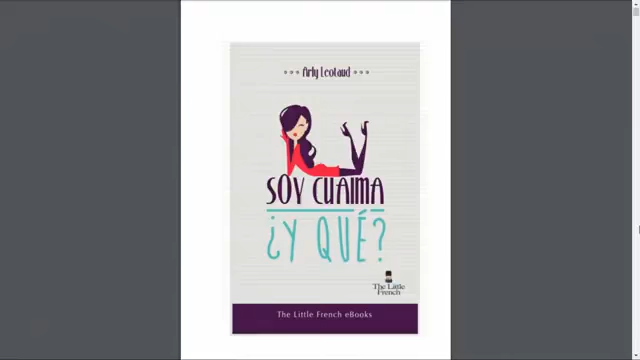 Arly Leotaud
SOY CUAIMA
¿Y QUÉ?
The Little
French
The Little French eBooks